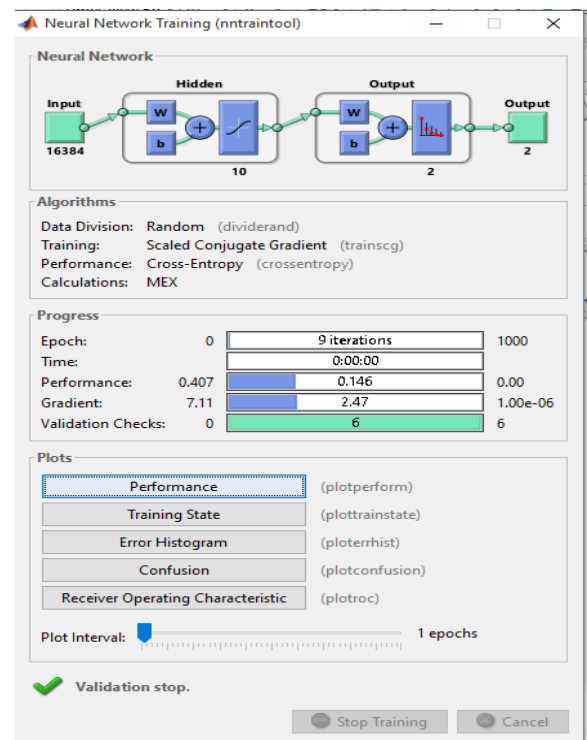 Neural Network Training (nntraintool)
Neural Network
Hidden
Output
Input
Output
W
W
b
b
16384
2
10
2
Algorithms
Data Division: Random (dividerand)
Training: Scaled Conjugate Gradient (trainscg)
Performance: Cross-Entropy (crossentropy)
Calculations: MEX
Progress
Epoch: 0 9 iterations 1000
Time: 0:00:00
Performance: 0.407 0.146 0.00
Gradient: 7.11 2.47 1.00e-06
Validation Checks: 0 6 6
Plots
Performance (plotperform)
Training State (plottrainstate)
Error Histogram (ploterrhist)
Confusion (plotconfusion)
Receiver Operating Characteristic (plotroc)
Plot Interval: 1 epochs
Validation stop.
Stop Training Cancel